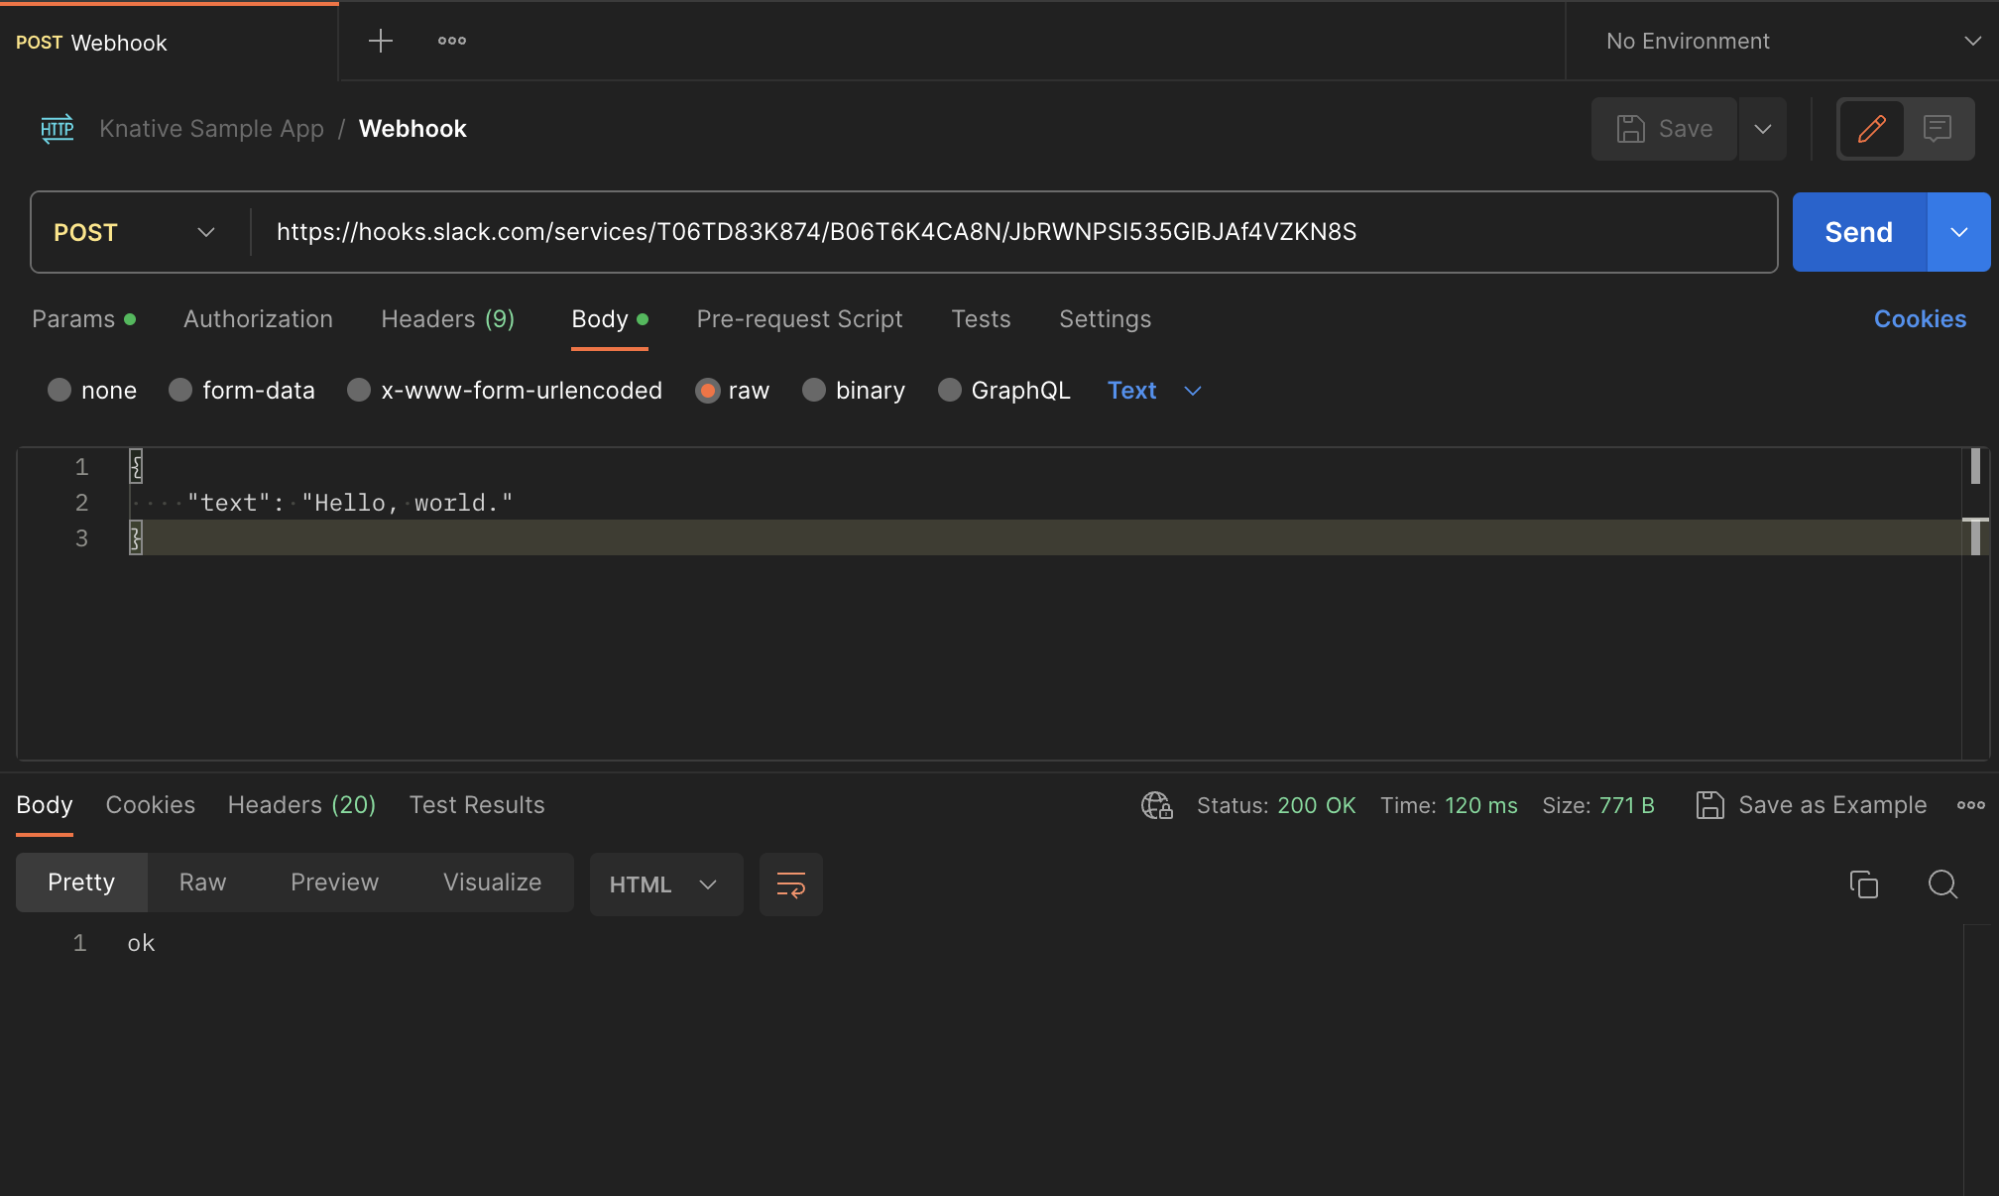 POST Webhook
No Environment
HTTP Knative Sample App / Webhook
Save
POST https://hooks.slack.com/services/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
Send
Params Authorization Headers (9) Body Pre-request Script Tests Settings Cookies
none form-data x-www-form-urlencoded raw binary GraphQL Text
1 {
2 "text": "Hello, world."
3 }
Body Cookies Headers (20) Test Results Status: 200 OK Time: 120 ms Size: 771 B Save as Example
Pretty Raw Preview Visualize HTML
1 ok